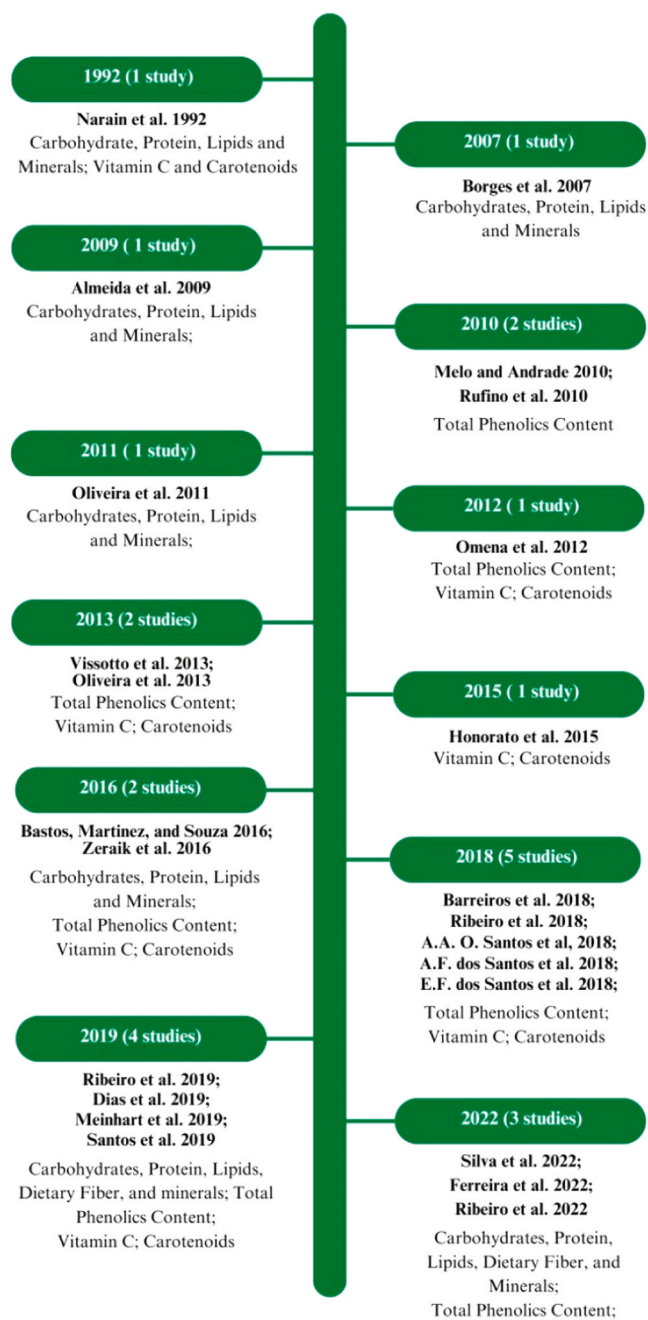 1992 (1 study)
Narain et al. 1992
Carbohydrate, Protein, Lipids and
Minerals; Vitamin C and Carotenoids
2007 (1 study)
Borges et al. 2007
Carbohydrates, Protein, Lipids
and Minerals
2009 ( 1 study)
Almeida et al. 2009
Carbohydrates, Protein, Lipids
and Minerals;
2010 (2 studies)
Melo and Andrade 2010;
Rufino et al. 2010
Total Phenolics Content
2011 ( 1 study)
Oliveira et al. 2011
Carbohydrates, Protein, Lipids
and Minerals;
2012 ( 1 study)
Omena et al. 2012
Total Phenolics Content;
Vitamin C; Carotenoids
2013 (2 studies)
Vissotto et al. 2013;
Oliveira et al. 2013
Total Phenolics Content;
Vitamin C; Carotenoids
2015 ( 1 study)
Honorato et al. 2015
Vitamin C; Carotenoids
2016 (2 studies)
Bastos, Martinez, and Souza 2016;
Zeraik et al. 2016
Carbohydrates, Protein, Lipids
and Minerals;
Total Phenolics Content;
Vitamin C; Carotenoids
2018 (5 studies)
Barreiros et al. 2018;
Ribeiro et al. 2018;
A.A. O. Santos et al, 2018;
A.F. dos Santos et al. 2018;
E.F. dos Santos et al. 2018;
Total Phenolics Content;
Vitamin C; Carotenoids
2019 (4 studies)
Ribeiro et al. 2019;
Dias et al. 2019;
Meinhart et al. 2019;
Santos et al. 2019
Carbohydrates, Protein, Lipids,
Dietary Fiber, and minerals; Total
Phenolics Content;
Vitamin C; Carotenoids
2022 (3 studies)
Silva et al. 2022;
Ferreira et al. 2022;
Ribeiro et al. 2022
Carbohydrates, Protein,
Lipids, Dietary Fiber, and
Minerals;
Total Phenolics Content;